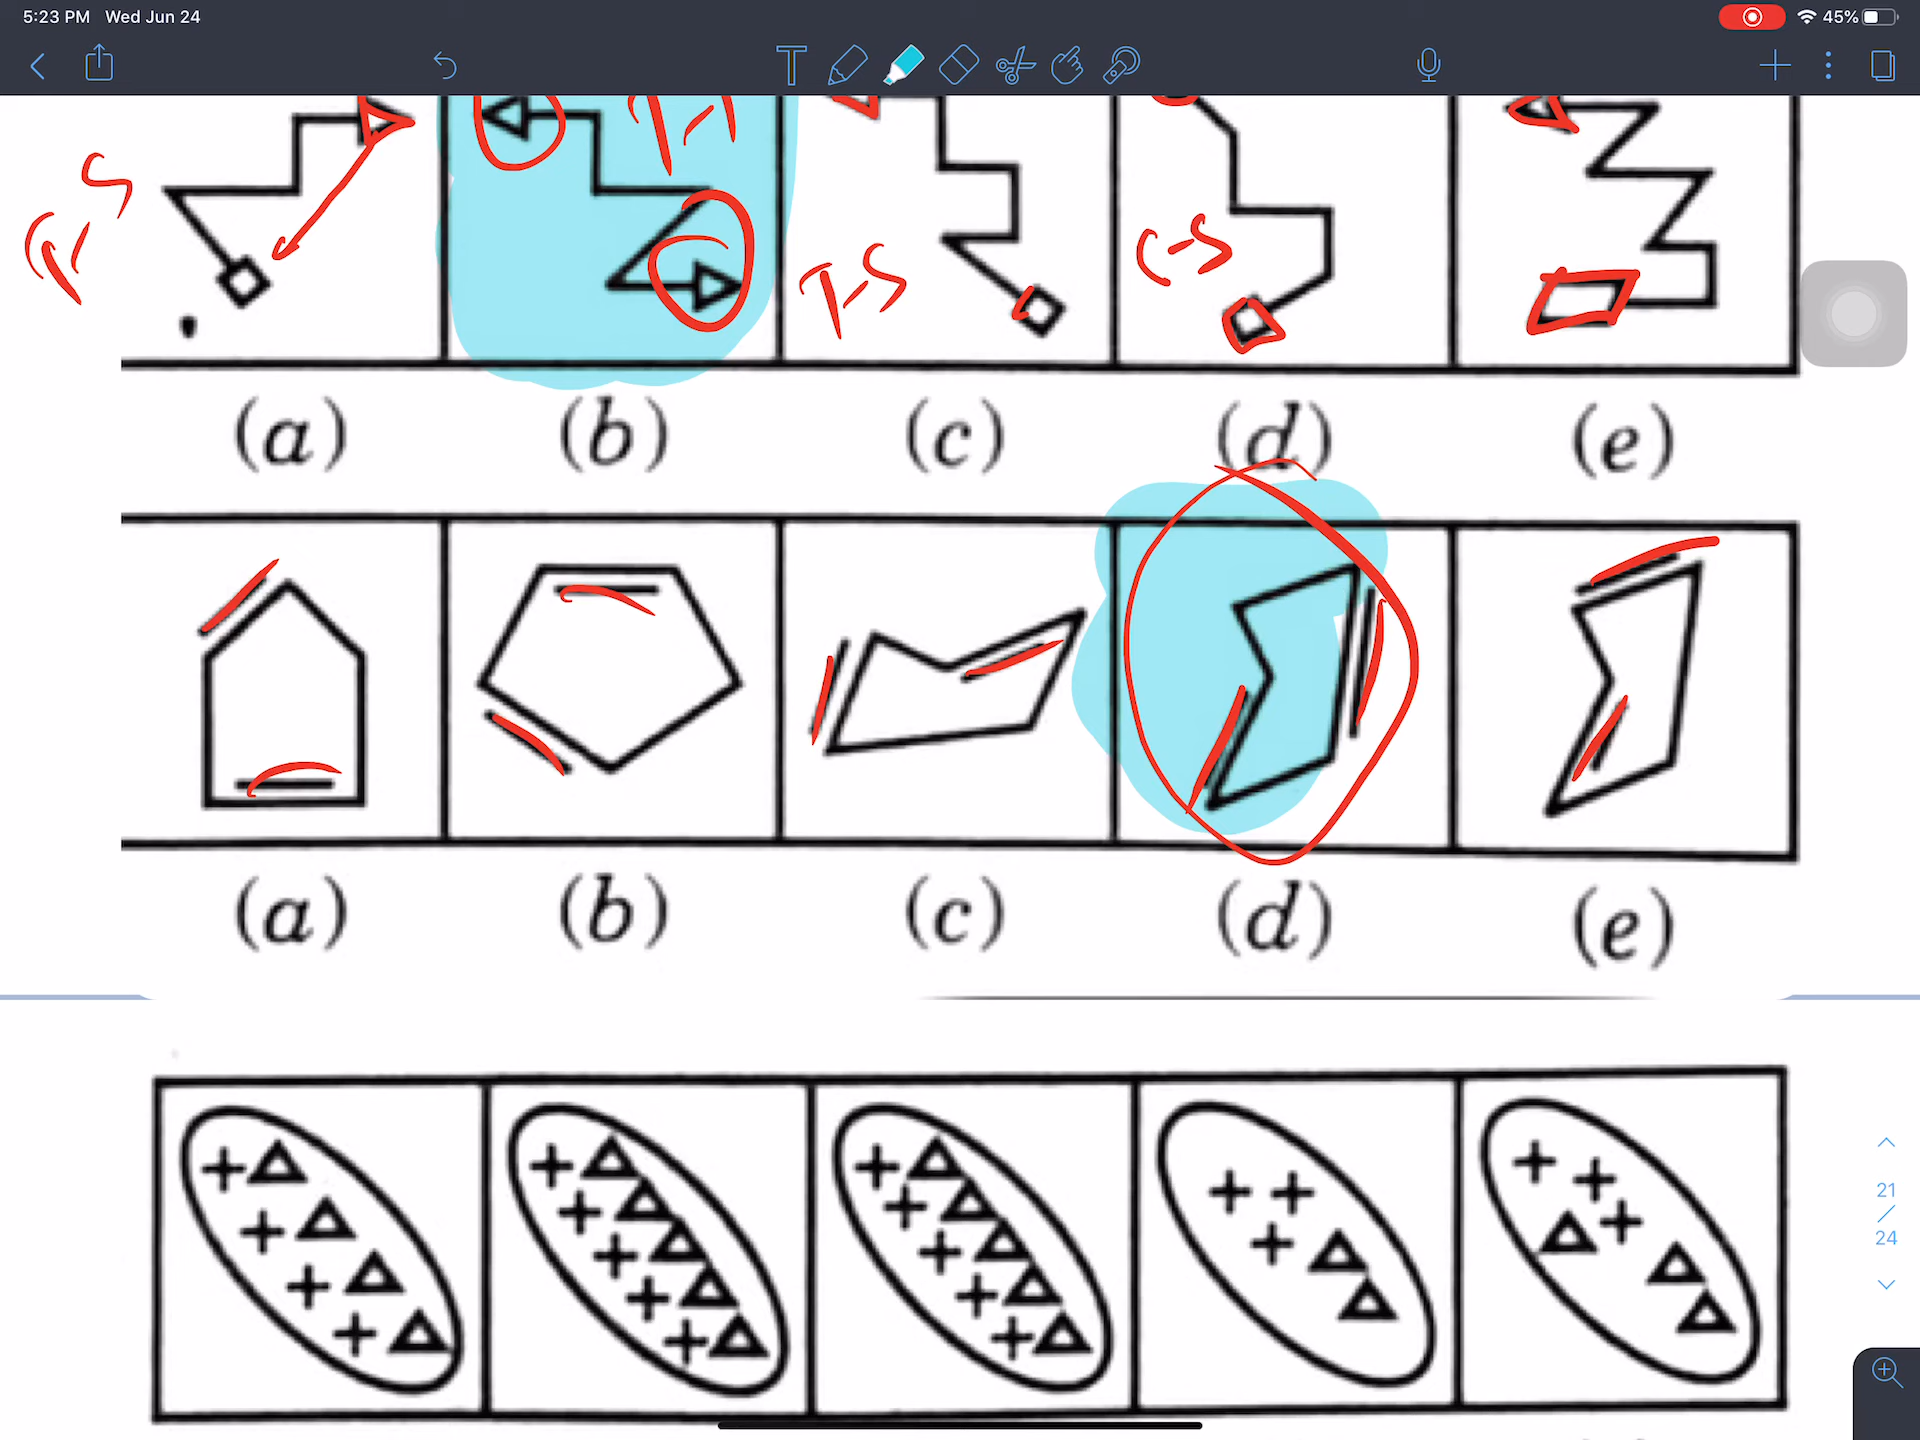 5:23 PM Wed Jun 24
45%
T
T-T
T-S
T-S
C-S
(a) (b) (c) (d) (e)
(a) (b) (c) (d) (e)
21
/
24